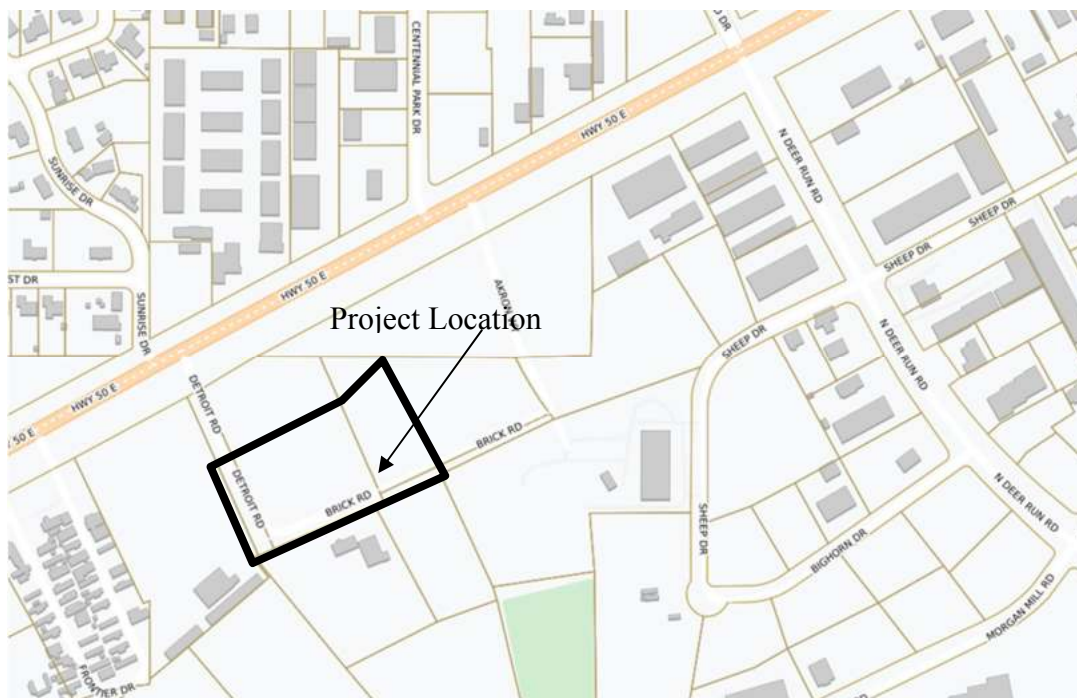 CENTENNIAL PARK DR
HWY 50 E
N DEER RUN RD
SUNRISE DR
SHEEP DR
SHEEP DR
ST DR
HWY 50 E
SUNRISE DR
AKRON
Project Location
SHEEP DR
N DEER RUN RD
DETROIT RD
HWY 50 E
50 E
BRICK RD
DETROIT RD
BRICK RD
N DEER RUN RD
SHEEP DR
BIGHORN DR
MORGAN MILL RD
FRONTIER DR